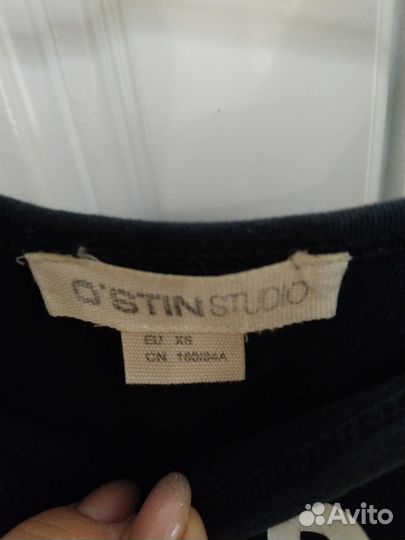 O'STIN STUDIO
EU XS
CN 160/84A
Avito